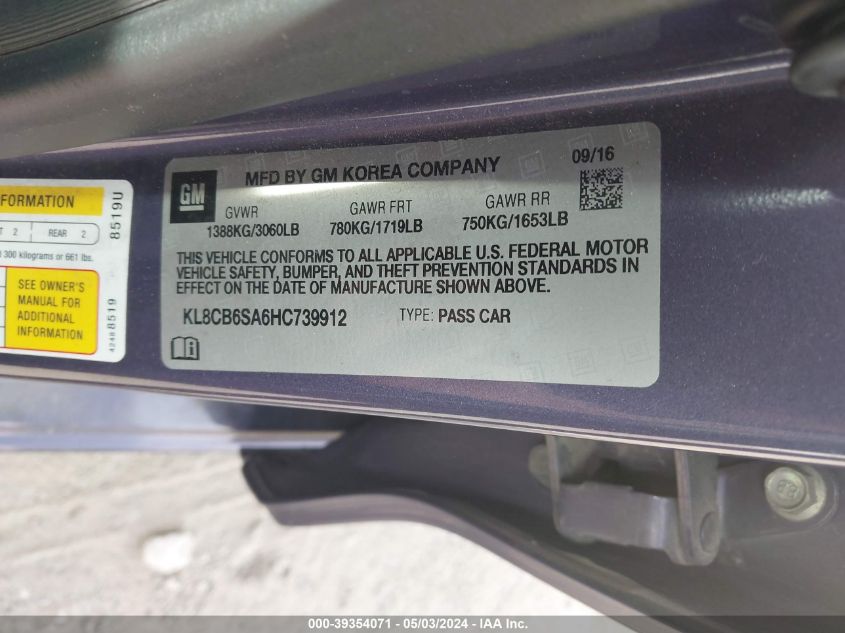 FORMATION
T 2 REAR 2
300 kilograms or 661 lbs.
SEE OWNER'S
MANUAL FOR
ADDITIONAL
INFORMATION
8519U
42488519
GM
MFD BY GM KOREA COMPANY
09/16
GVWR GAWR FRT GAWR RR
1388KG/3060LB 780KG/1719LB 750KG/1653LB
THIS VEHICLE CONFORMS TO ALL APPLICABLE U.S. FEDERAL MOTOR
VEHICLE SAFETY, BUMPER, AND THEFT PREVENTION STANDARDS IN
EFFECT ON THE DATE OF MANUFACTURE SHOWN ABOVE.
KL8CB6SA6HC739912 TYPE: PASS CAR
000-39354071 - 05/03/2024 - IAA Inc.